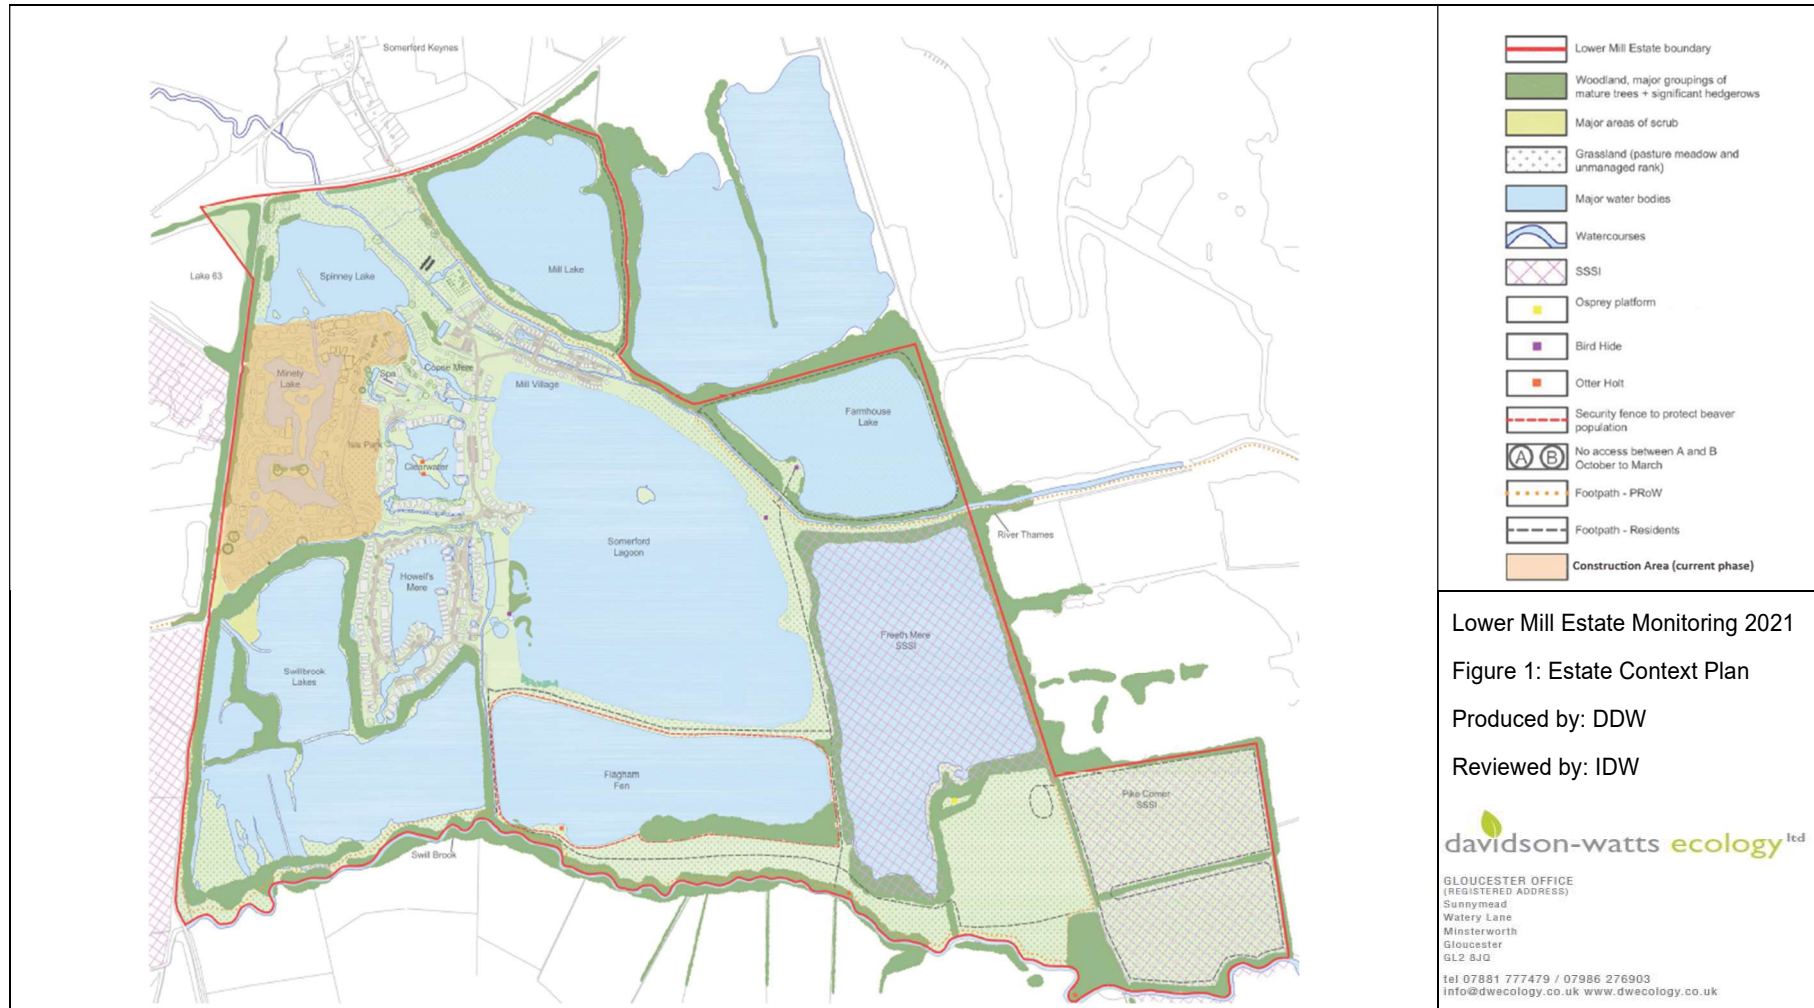 Somerford Keynes
Lake 63
Spinney Lake
Mill Lake
Minety
Lake
Spa
Copse Mere
Mill Village
Farmhouse
Lake
Isis Park
Clearwater
River Thames
Somerford
Lagoon
Howell's
Mere
Freeth Mere
SSSI
Swillbrook
Lakes
Flagham
Fen
Pike Corner
SSSI
Swill Brook
Lower Mill Estate boundary
Woodland, major groupings of
mature trees + significant hedgerows
Major areas of scrub
Grassland (pasture meadow and
unmanaged rank)
Major water bodies
Watercourses
SSSI
Osprey platform
Bird Hide
Otter Holt
Security fence to protect beaver
population
A B
No access between A and B
October to March
Footpath - PRoW
Footpath - Residents
Construction Area (current phase)
Lower Mill Estate Monitoring 2021
Figure 1: Estate Context Plan
Produced by: DDW
Reviewed by: IDW
davidson-watts ecology ltd
GLOUCESTER OFFICE
(REGISTERED ADDRESS)
Sunnymead
Watery Lane
Minsterworth
Gloucester
GL2 8JQ
tel 07881 777479 / 07986 276903
info@dwecology.co.uk www.dwecology.co.uk